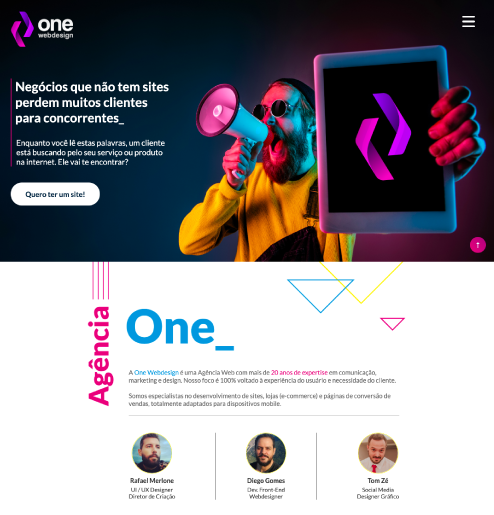 one
webdesign
Negócios que não tem sites
perdem muitos clientes
para concorrentes_
Enquanto você lê estas palavras, um cliente
está buscando pelo seu serviço ou produto
na internet. Ele vai te encontrar?
Quero ter um site!
Agência
One_
A One Webdesign é uma Agência Web com mais de 20 anos de expertise em comunicação,
marketing e design. Nosso foco é 100% voltado à experiência do usuário e necessidade do cliente.
Somos especialistas no desenvolvimento de sites, lojas (e-commerce) e páginas de conversão de
vendas, totalmente adaptados para dispositivos mobile.
Rafael Merlone
UI / UX Designer
Diretor de Criação
Diego Gomes
Dev. Front-End
Webdesigner
Tom Zé
Social Media
Designer Gráfico